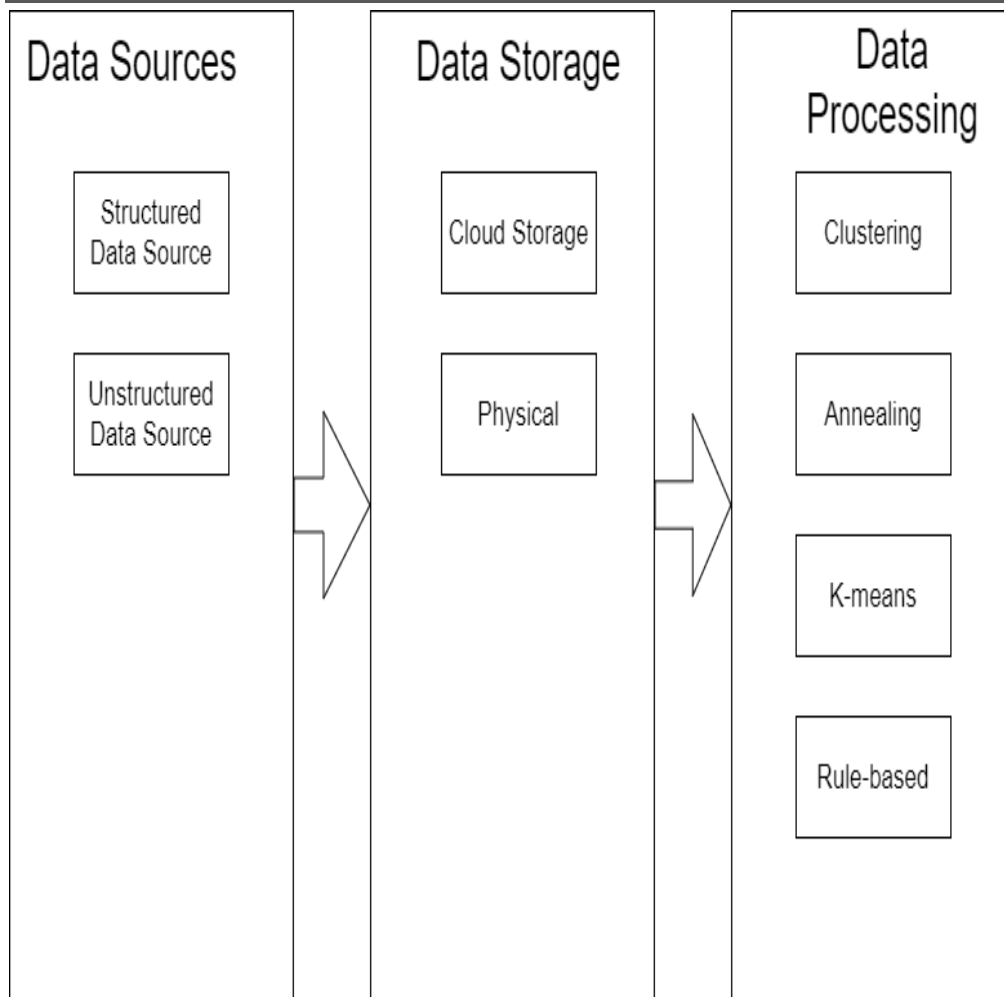 Data Sources
Structured
Data Source
Unstructured
Data Source
Data Storage
Cloud Storage
Physical
Data
Processing
Clustering
Annealing
K-means
Rule-based